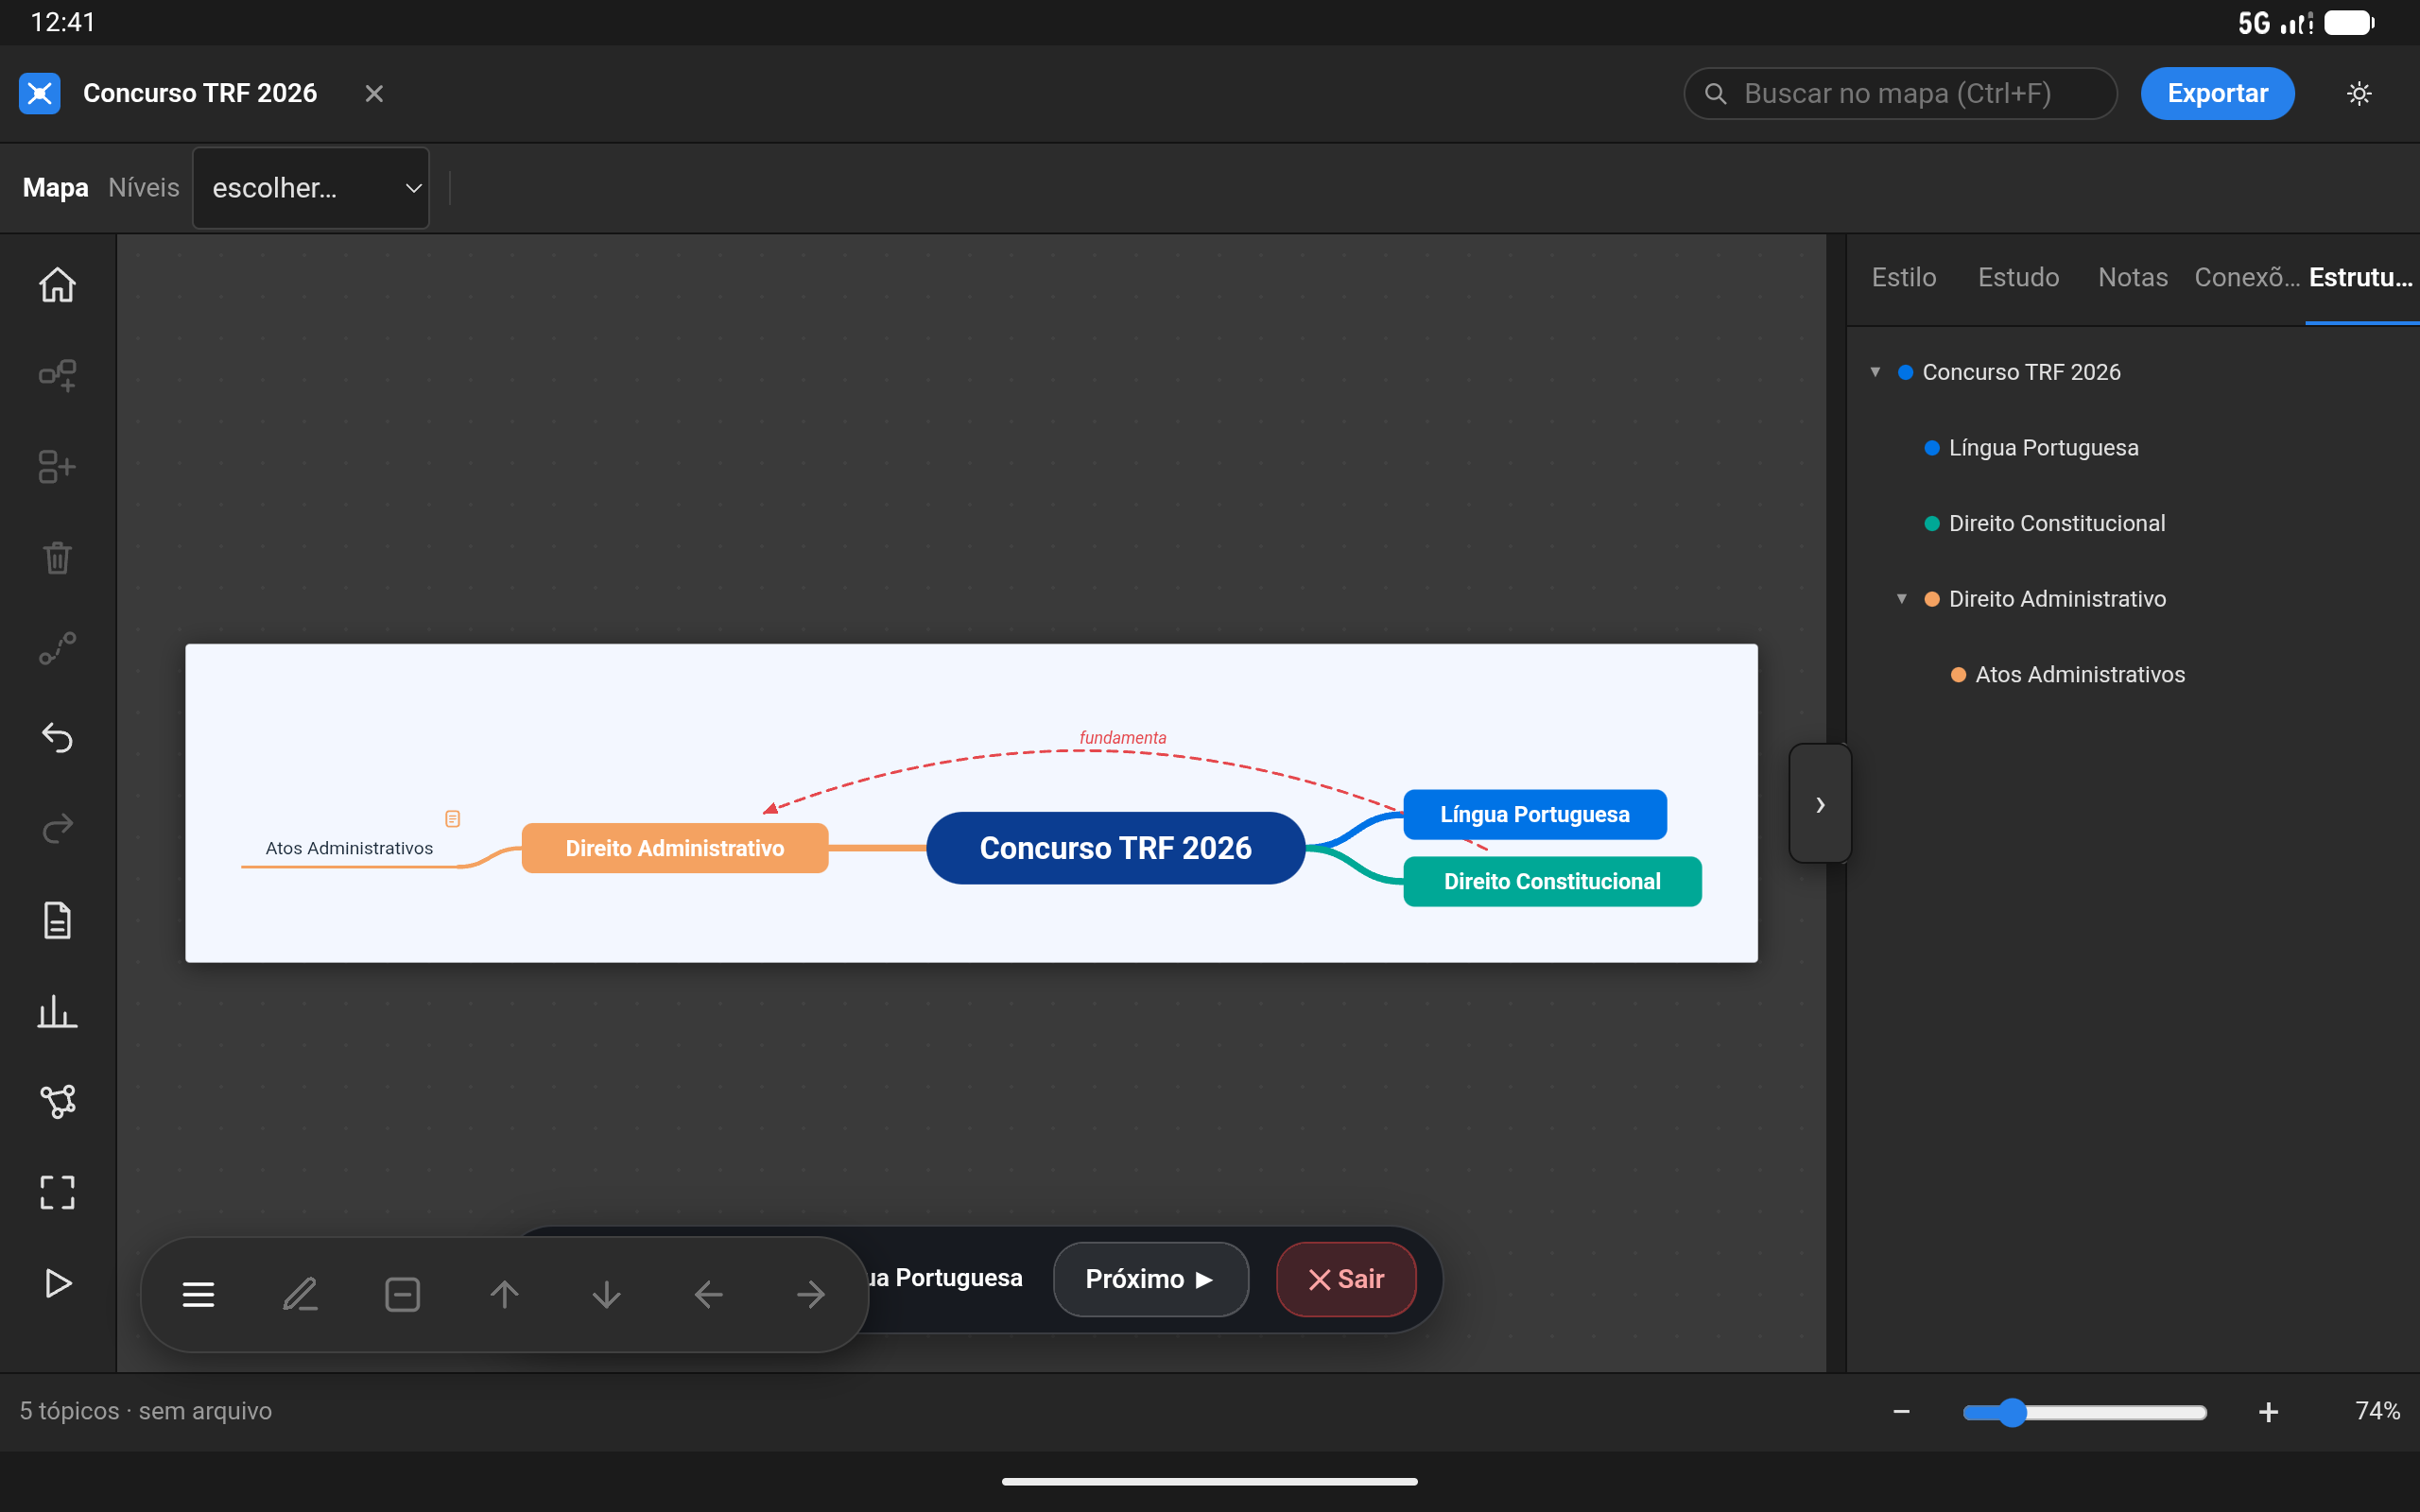 12:41
5G
Concurso TRF 2026
Buscar no mapa (Ctrl+F)
Exportar
Mapa
Níveis
escolher...
Estilo
Estudo
Notas
Conexõ...
Estrutu...
Concurso TRF 2026
Língua Portuguesa
Direito Constitucional
Direito Administrativo
Atos Administrativos
fundamenta
Atos Administrativos
Direito Administrativo
Concurso TRF 2026
Língua Portuguesa
Direito Constitucional
ua Portuguesa
Próximo
Sair
5 tópicos · sem arquivo
74%